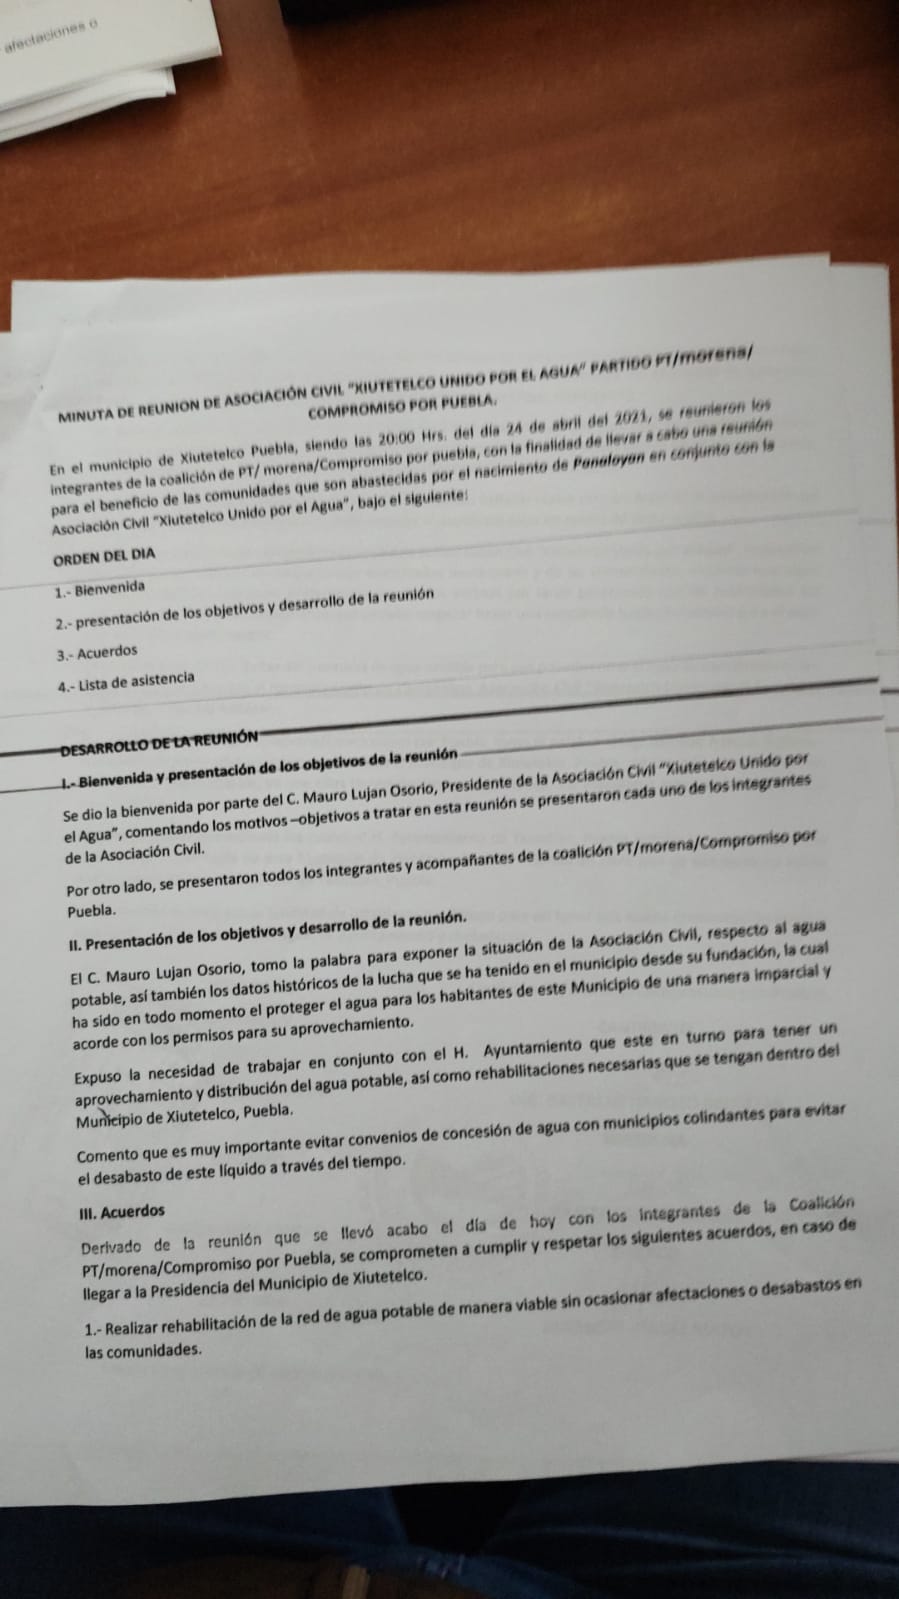 afectaciones o
MINUTA DE REUNION DE ASOCIACIÓN CIVIL "XIUTETELCO UNIDO POR EL AGUA" PARTIDO PT/morena/
COMPROMISO POR PUEBLA.
En el municipio de Xiutetelco Puebla, siendo las 20:00 Hrs. del día 24 de abril del 2021, se reunieron los
integrantes de la coalición de PT/ morena/Compromiso por puebla, con la finalidad de llevar a cabo una reunión
para el beneficio de las comunidades que son abastecidas por el nacimiento de Panaloyan en conjunto con la
Asociación Civil "Xiutetelco Unido por el Agua", bajo el siguiente:
ORDEN DEL DIA
1.- Bienvenida
2.- presentación de los objetivos y desarrollo de la reunión
3.- Acuerdos
4.- Lista de asistencia
DESARROLLO DE LA REUNIÓN
I.- Bienvenida y presentación de los objetivos de la reunión
Se dio la bienvenida por parte del C. Mauro Lujan Osorio, Presidente de la Asociación Civil "Xiutetelco Unido por
el Agua", comentando los motivos –objetivos a tratar en esta reunión se presentaron cada uno de los integrantes
de la Asociación Civil.
Por otro lado, se presentaron todos los integrantes y acompañantes de la coalición PT/morena/Compromiso por
Puebla.
II. Presentación de los objetivos y desarrollo de la reunión.
El C. Mauro Lujan Osorio, tomo la palabra para exponer la situación de la Asociación Civil, respecto al agua
potable, así también los datos históricos de la lucha que se ha tenido en el municipio desde su fundación, la cual
ha sido en todo momento el proteger el agua para los habitantes de este Municipio de una manera imparcial y
acorde con los permisos para su aprovechamiento.
Expuso la necesidad de trabajar en conjunto con el H. Ayuntamiento que este en turno para tener un
aprovechamiento y distribución del agua potable, así como rehabilitaciones necesarias que se tengan dentro del
Municipio de Xiutetelco, Puebla.
Comento que es muy importante evitar convenios de concesión de agua con municipios colindantes para evitar
el desabasto de este líquido a través del tiempo.
III. Acuerdos
Derivado de la reunión que se llevó acabo el día de hoy con los integrantes de la Coalición
PT/morena/Compromiso por Puebla, se comprometen a cumplir y respetar los siguientes acuerdos, en caso de
llegar a la Presidencia del Municipio de Xiutetelco.
1.- Realizar rehabilitación de la red de agua potable de manera viable sin ocasionar afectaciones o desabastos en
las comunidades.